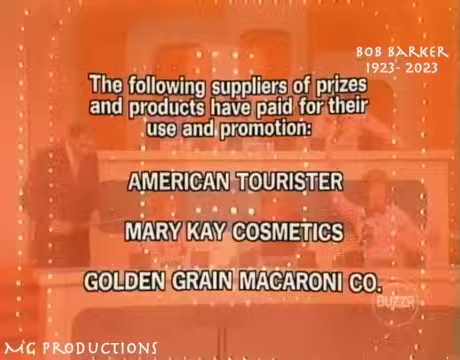 BOB BARKER
1923- 2023
The following suppliers of prizes
and products have paid for their
use and promotion:
AMERICAN TOURISTER
MARY KAY COSMETICS
GOLDEN GRAIN MACARONI CO.
BUZZR
MG PRODUCTIONS